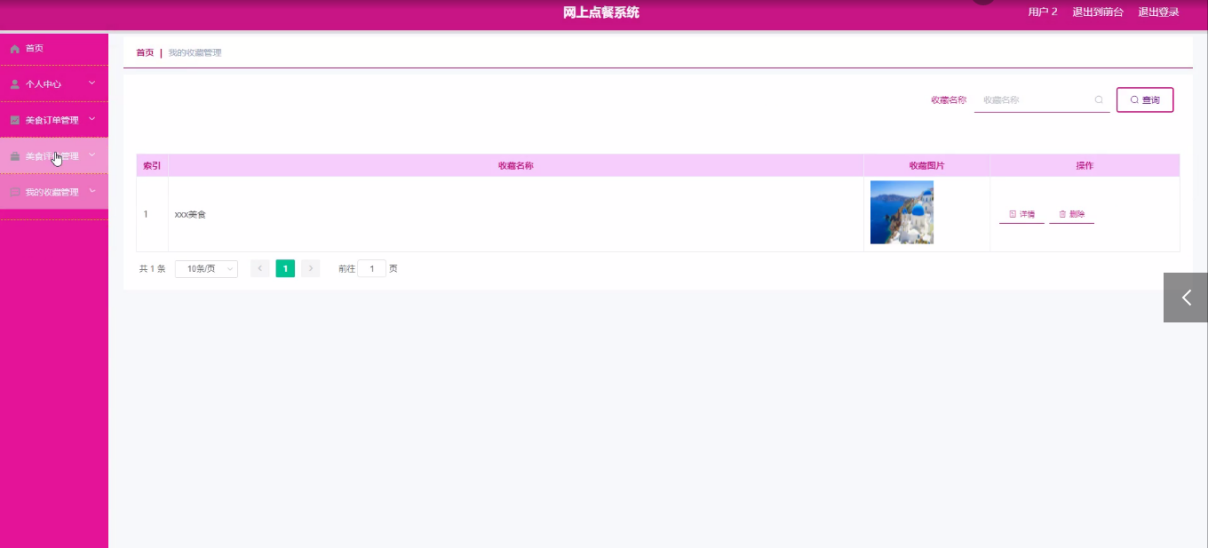 网上点餐系统
用户 2 退出到前台 退出登录
首页
个人中心
美食订单管理
美食订管理
我的收藏管理
首页 | 我的收藏管理
收藏名称 收藏名称 查询
索引 收藏名称 收藏图片 操作
1 xxx美食 详情 删除
共 1 条 10条/页 1 前往 1 页